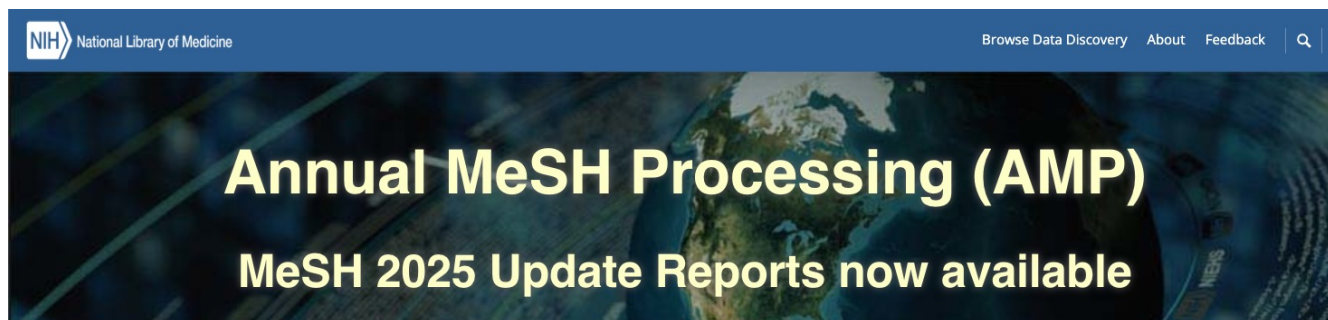 NIH National Library of Medicine
Browse Data Discovery About Feedback
Annual MeSH Processing (AMP)
MeSH 2025 Update Reports now available
NEWS